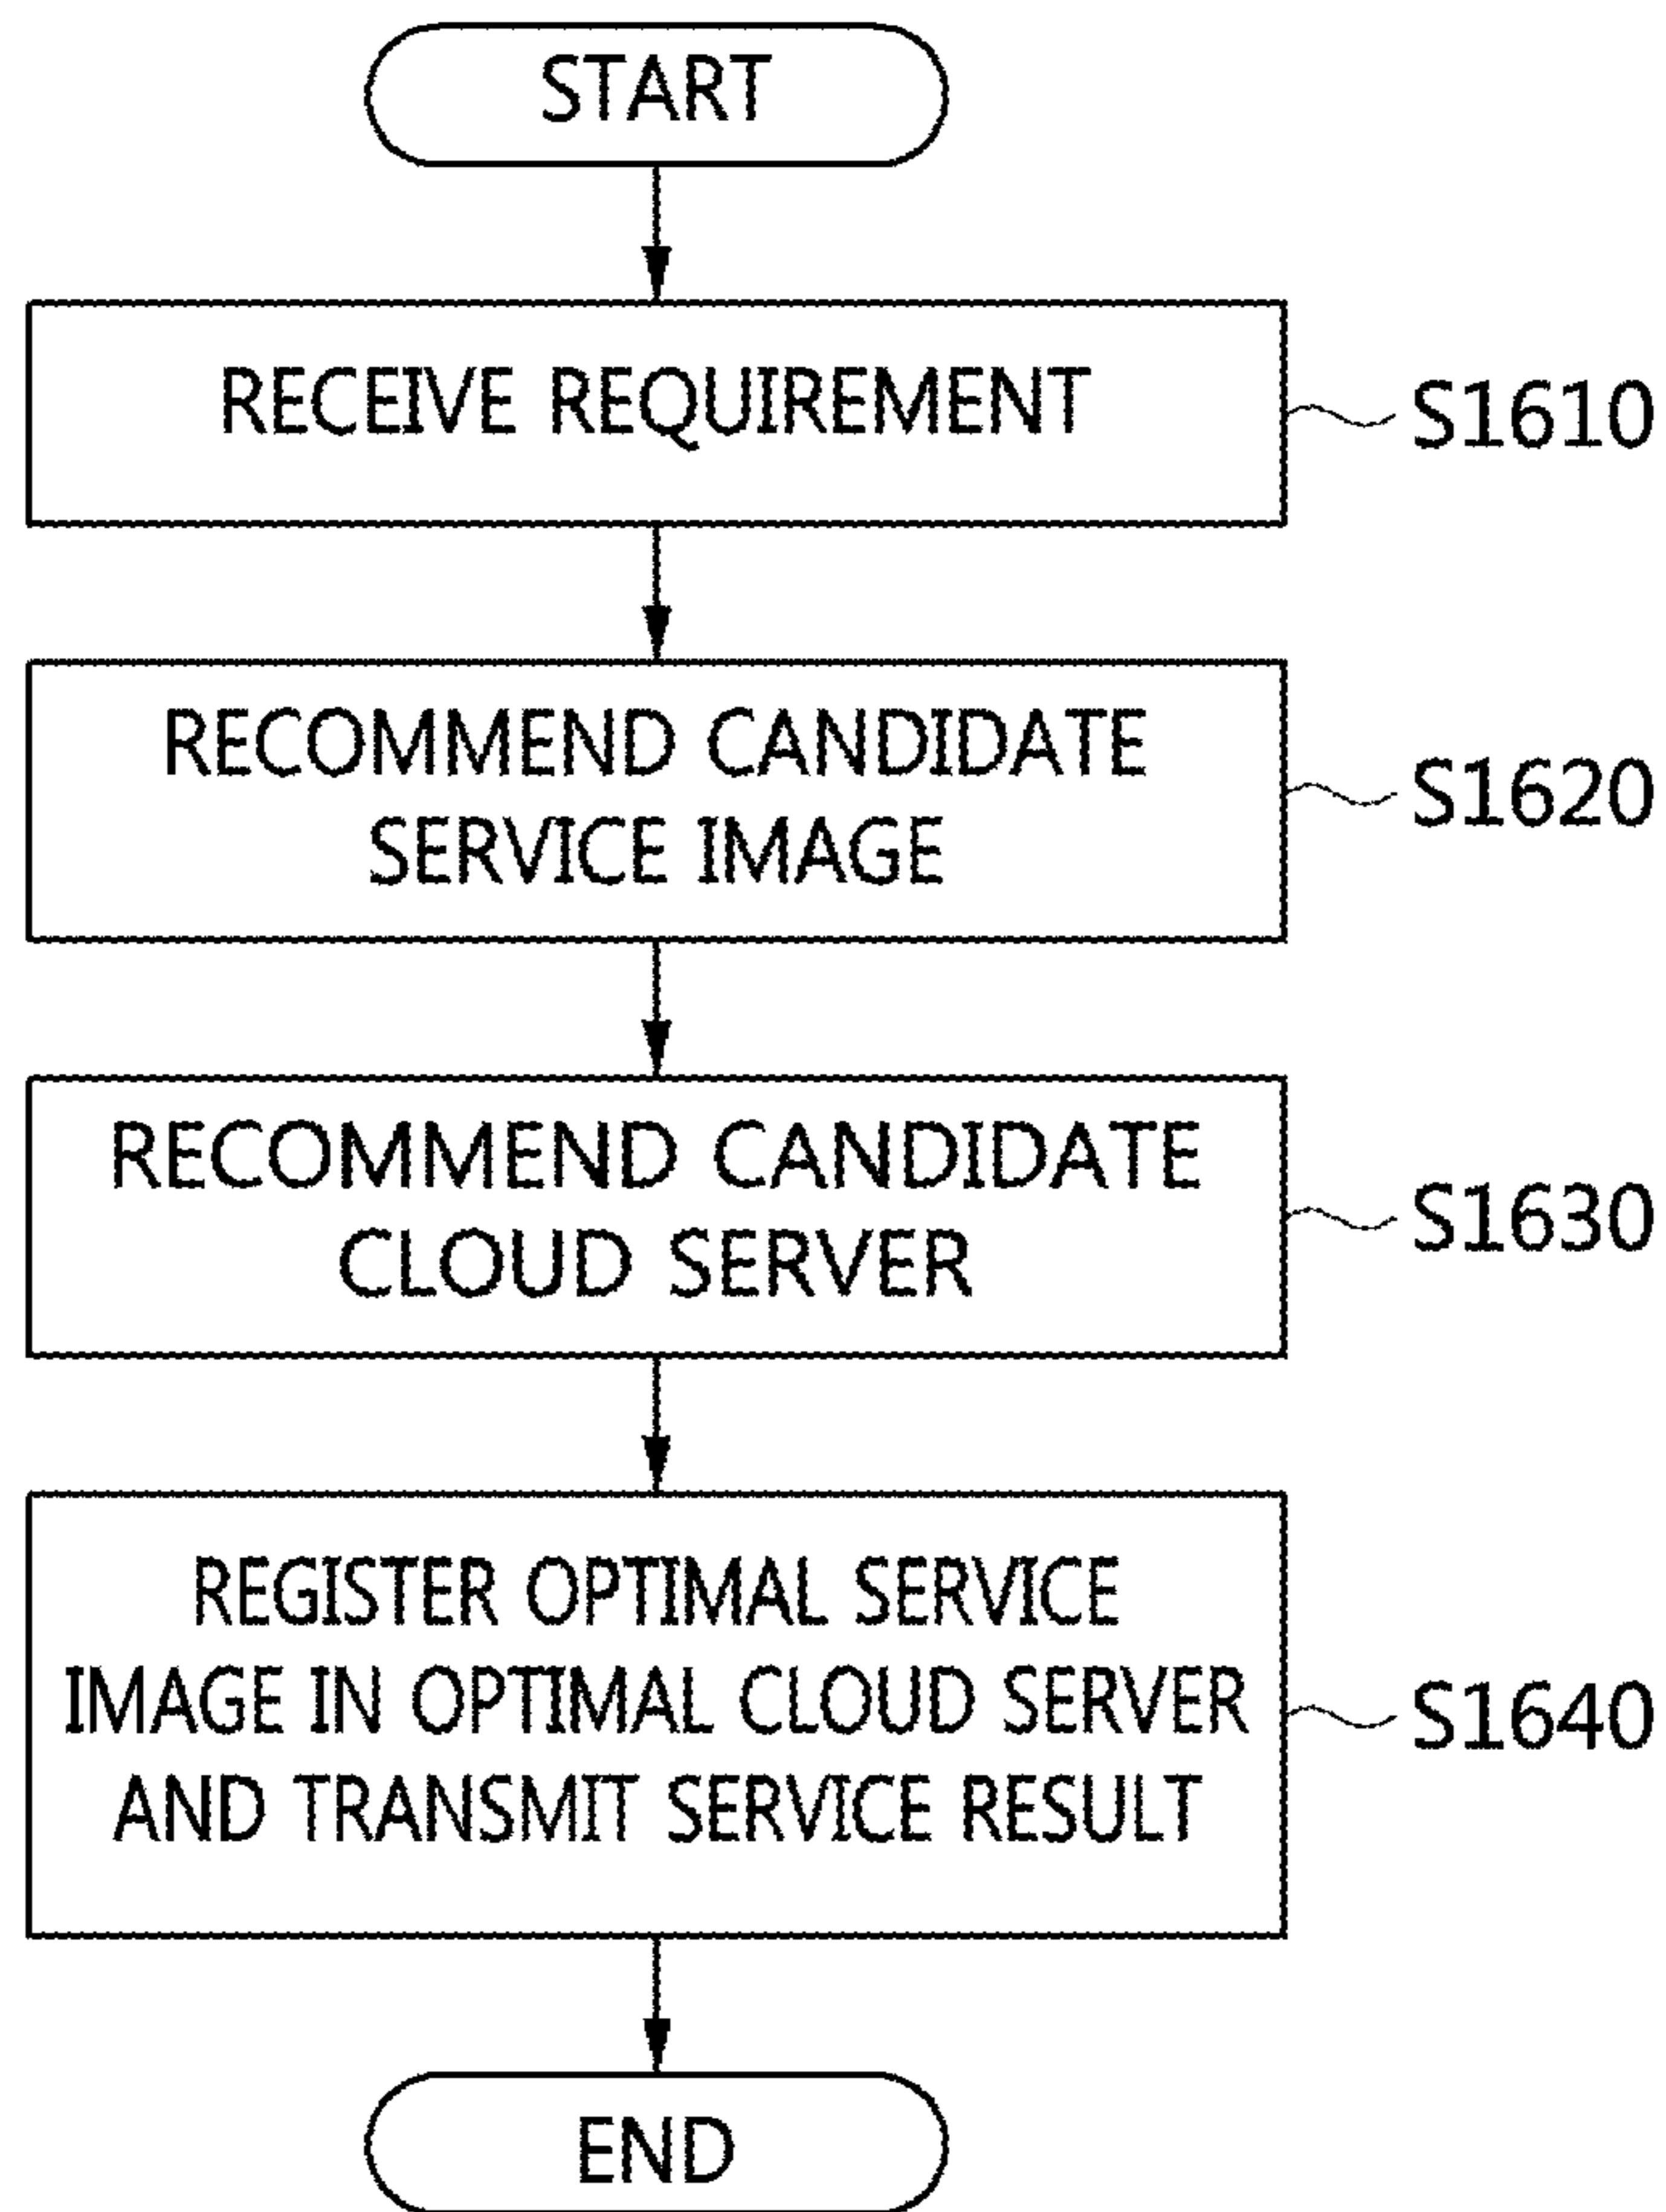 START
RECEIVE REQUIREMENT
S1610
RECOMMEND CANDIDATE
SERVICE IMAGE
S1620
RECOMMEND CANDIDATE
CLOUD SERVER
S1630
REGISTER OPTIMAL SERVICE
IMAGE IN OPTIMAL CLOUD SERVER
AND TRANSMIT SERVICE RESULT
S1640
END